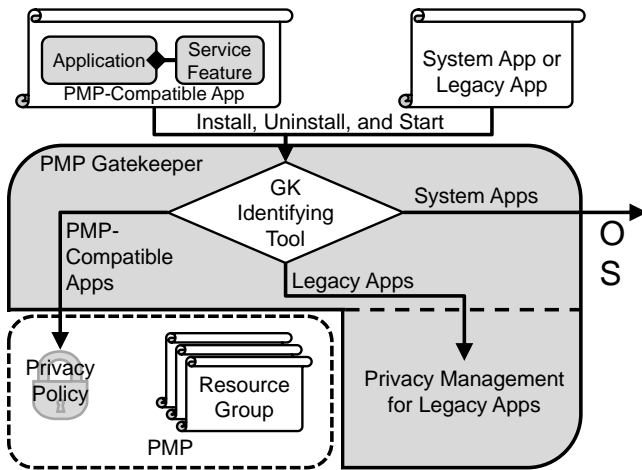 Application
Service
Feature
PMP-Compatible App
System App or
Legacy App
Install, Uninstall, and Start
PMP Gatekeeper
GK
Identifying
Tool
System Apps
O
S
PMP-
Compatible
Apps
Legacy Apps
Privacy
Policy
Resource
Group
PMP
Privacy Management
for Legacy Apps